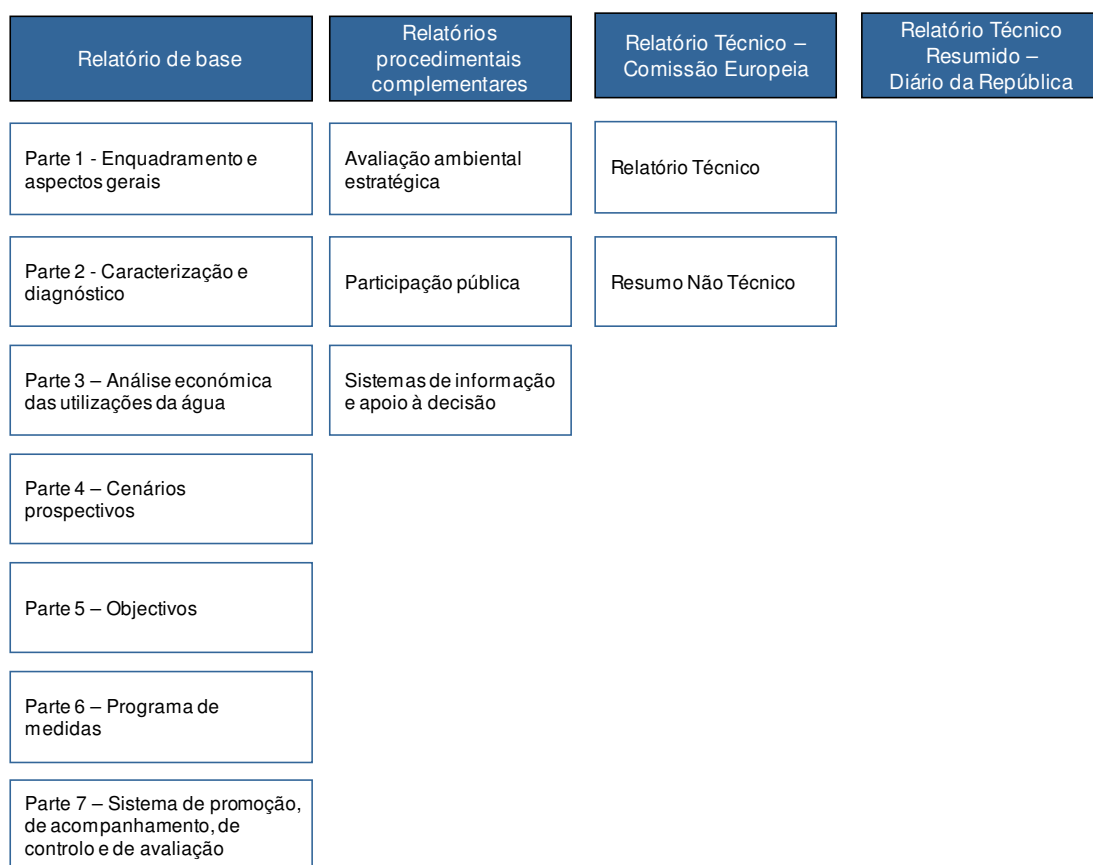 Relatório de base
Relatórios
procedimentais
complementares
Relatório Técnico –
Comissão Europeia
Relatório Técnico
Resumido –
Diário da República
Parte 1 - Enquadramento e
aspectos gerais
Avaliação ambiental
estratégica
Relatório Técnico
Parte 2 - Caracterização e
diagnóstico
Participação pública
Resumo Não Técnico
Parte 3 – Análise económica
das utilizações da água
Sistemas de informação
e apoio à decisão
Parte 4 – Cenários
prospectivos
Parte 5 – Objectivos
Parte 6 – Programa de
medidas
Parte 7 – Sistema de promoção,
de acompanhamento, de
controlo e de avaliação